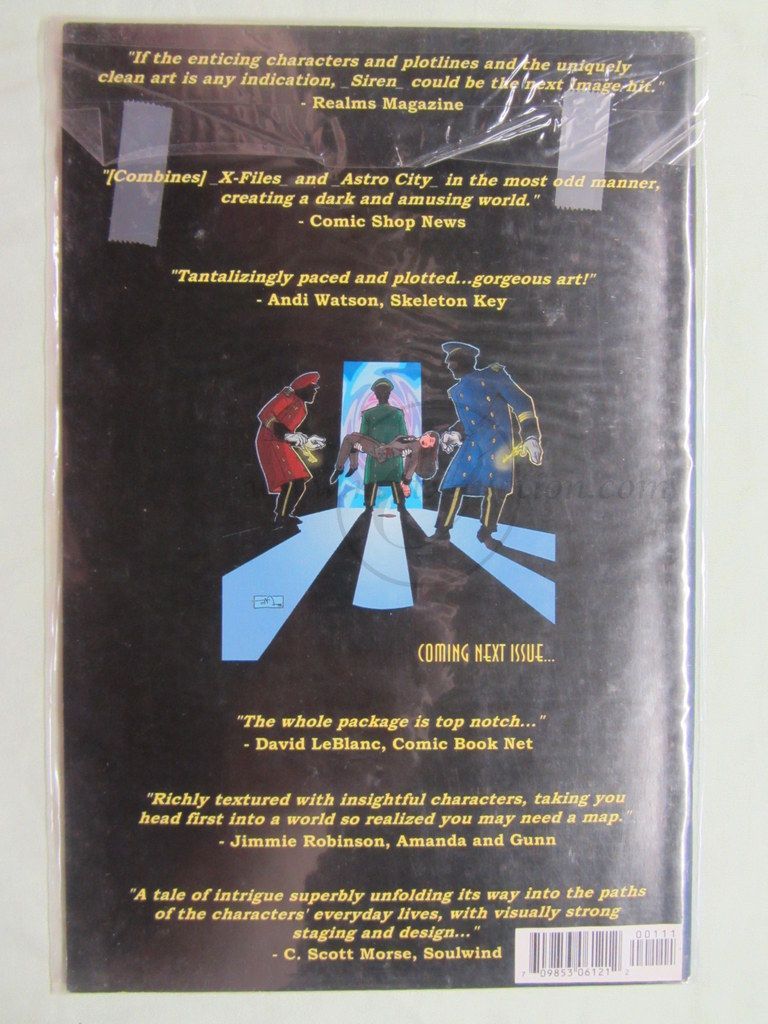 "If the enticing characters and plotlines and the uniquely
clean art is any indication, _Siren_ could be the next Image hit."
- Realms Magazine
"[Combines] _X-Files_ and _Astro City_ in the most odd manner,
creating a dark and amusing world."
- Comic Shop News
"Tantalizingly paced and plotted...gorgeous art!"
- Andi Watson, Skeleton Key
COMING NEXT ISSUE...
"The whole package is top notch..."
- David LeBlanc, Comic Book Net
"Richly textured with insightful characters, taking you
head first into a world so realized you may need a map."
- Jimmie Robinson, Amanda and Gunn
"A tale of intrigue superbly unfolding its way into the paths
of the characters' everyday lives, with visually strong
staging and design..."
- C. Scott Morse, Soulwind
00111
7 09853 06121 2